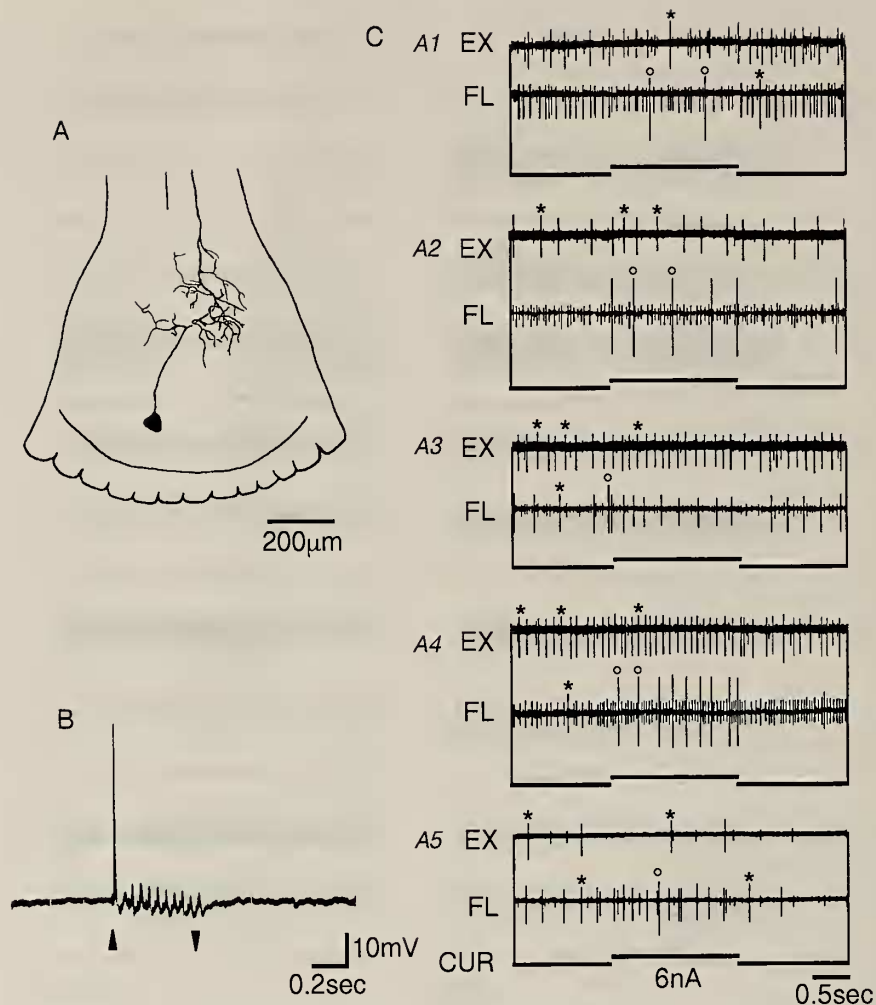 A
200μm
B
10mV
0.2sec
C
A1 EX
*
FL
° ° *
A2 EX
* * *
FL
° °
A3 EX
* * *
FL
* °
A4 EX
* * *
FL
* ° °
A5 EX
* *
FL
* ° *
CUR
6nA
0.5sec